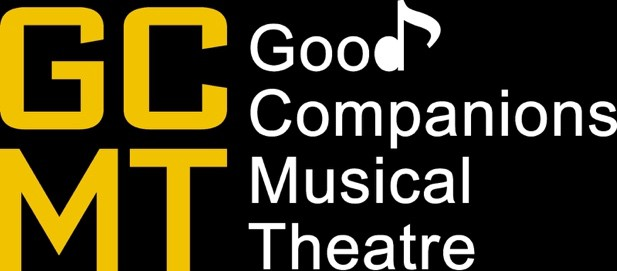 GC
MT
Good
Companions
Musical
Theatre